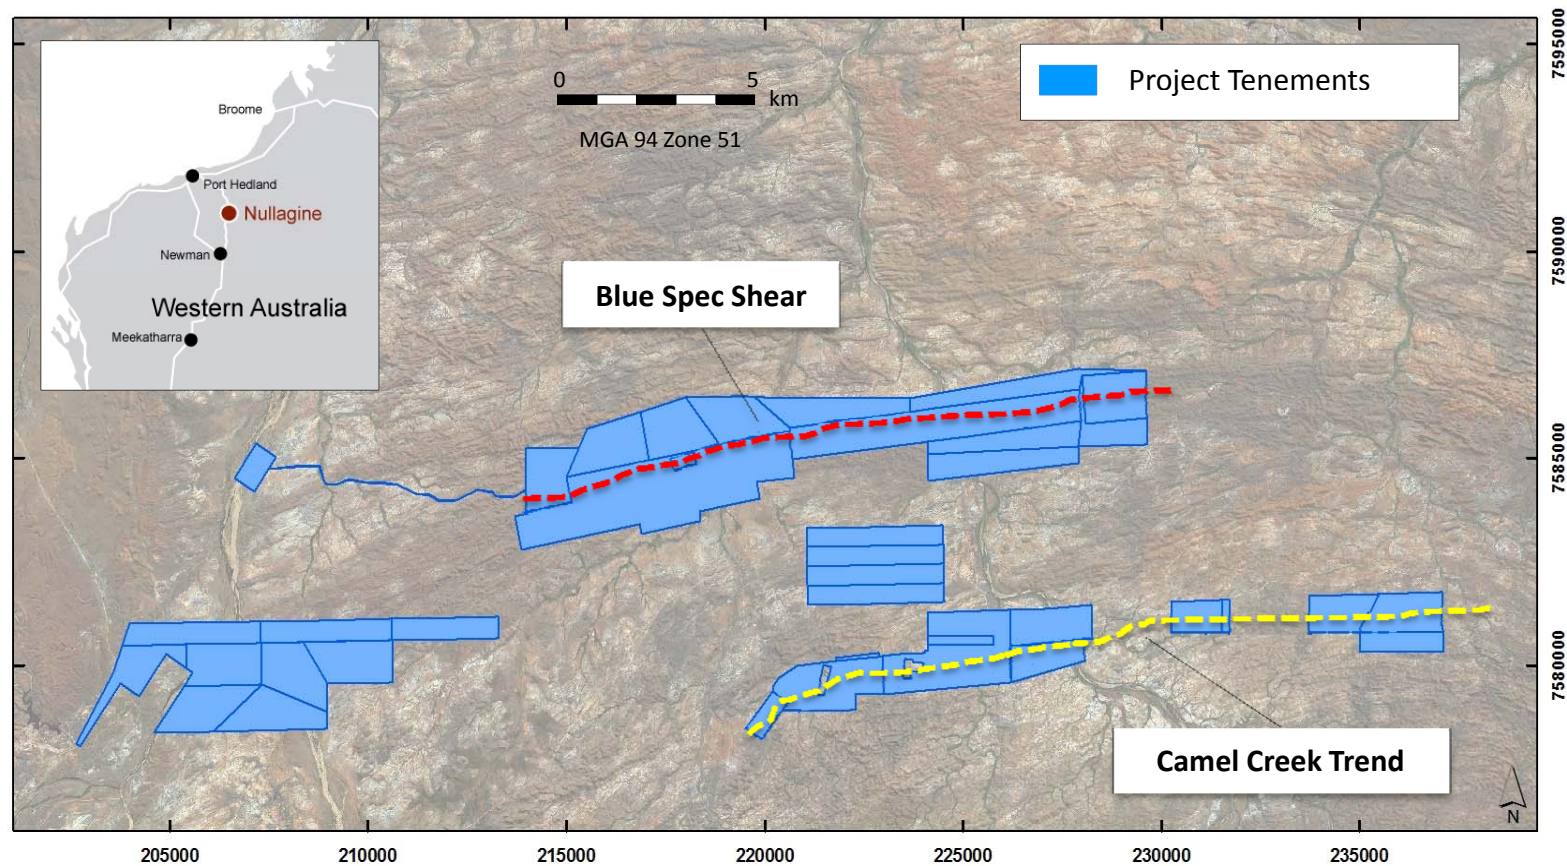 0 5
km
MGA 94 Zone 51
Project Tenements
Broome
Port Hedland
Nullagine
Newman
Western Australia
Meekatharra
Blue Spec Shear
Camel Creek Trend
N
7595000
7590000
7585000
7580000
205000 210000 215000 220000 225000 230000 235000